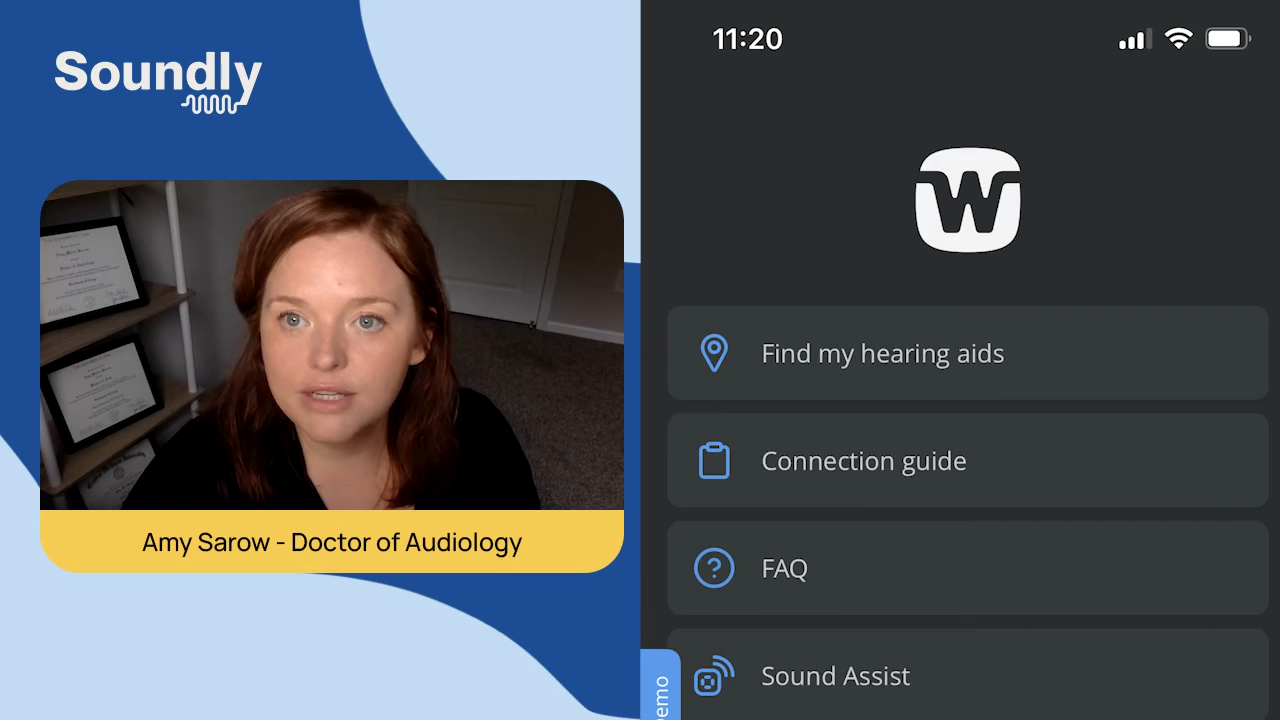 Soundly
Amy Sarow - Doctor of Audiology
11:20
W
Find my hearing aids
Connection guide
FAQ
Sound Assist